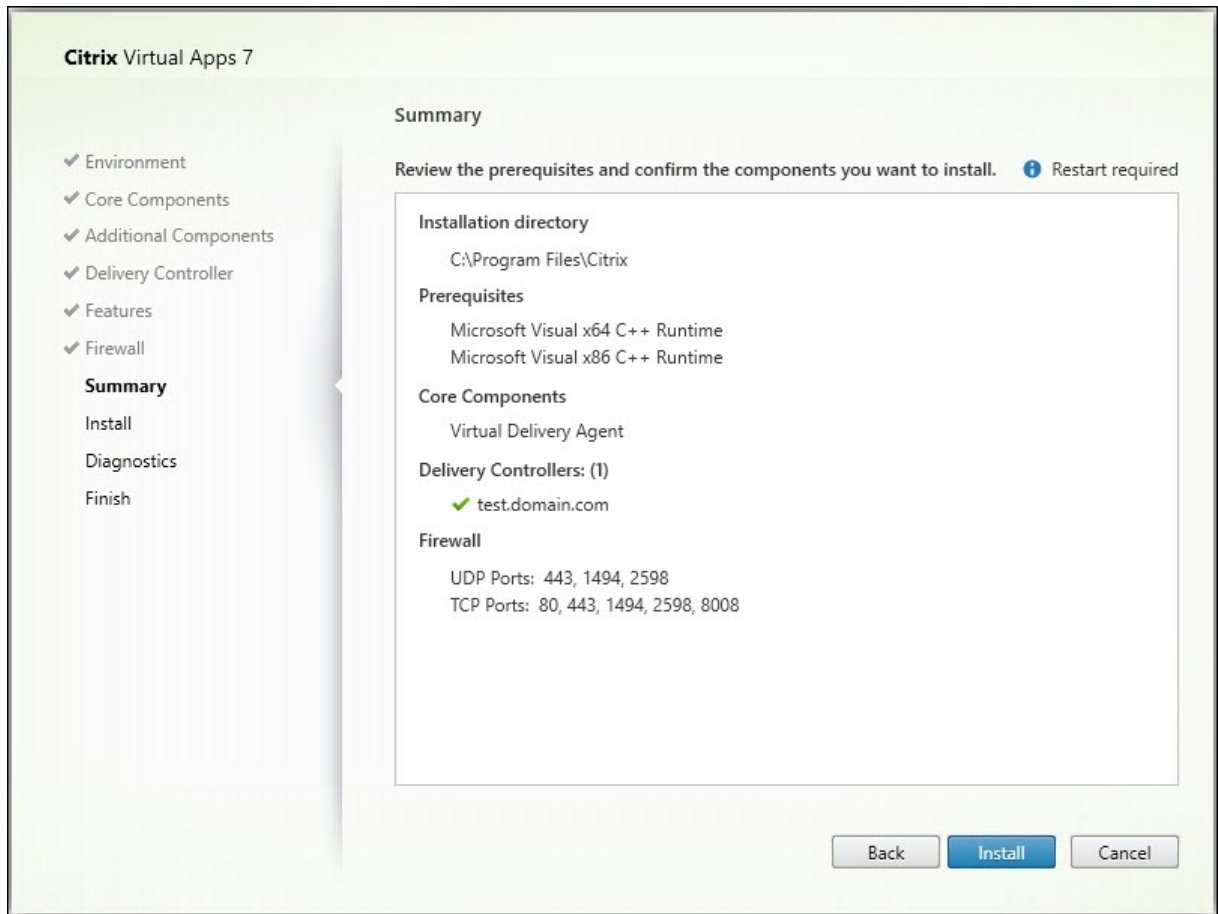 Citrix Virtual Apps 7
Environment
Core Components
Additional Components
Delivery Controller
Features
Firewall
Summary
Install
Diagnostics
Finish
Summary
Review the prerequisites and confirm the components you want to install.
Restart required
Installation directory
C:\Program Files\Citrix
Prerequisites
Microsoft Visual x64 C++ Runtime
Microsoft Visual x86 C++ Runtime
Core Components
Virtual Delivery Agent
Delivery Controllers: (1)
test.domain.com
Firewall
UDP Ports: 443, 1494, 2598
TCP Ports: 80, 443, 1494, 2598, 8008
Back
Install
Cancel